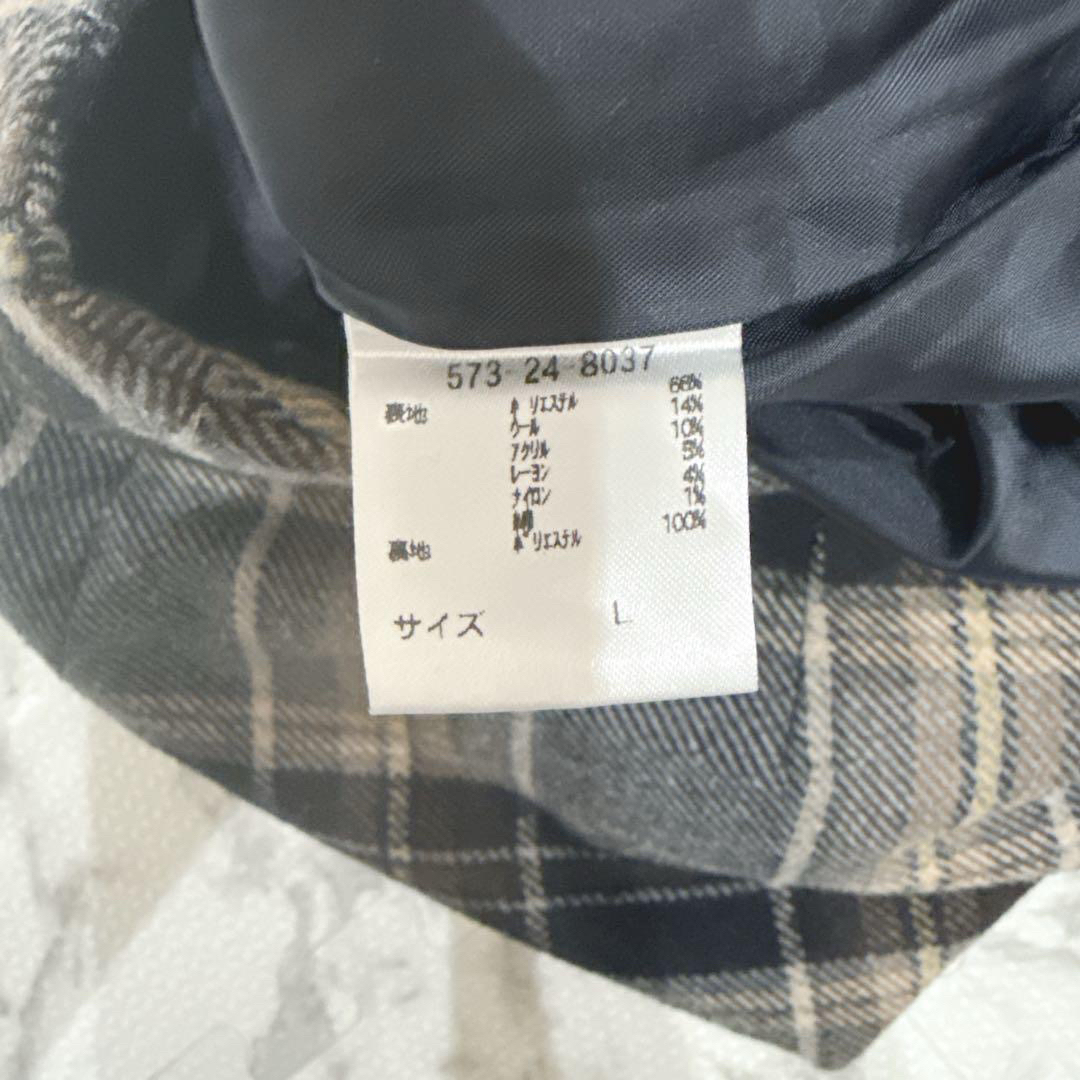 573-24-8037
表地 ポリエステル 66%
ウール 14%
アクリル 10%
レーヨン 5%
ナイロン 4%
綿 1%
裏地 ポリエステル 100%
サイズ L